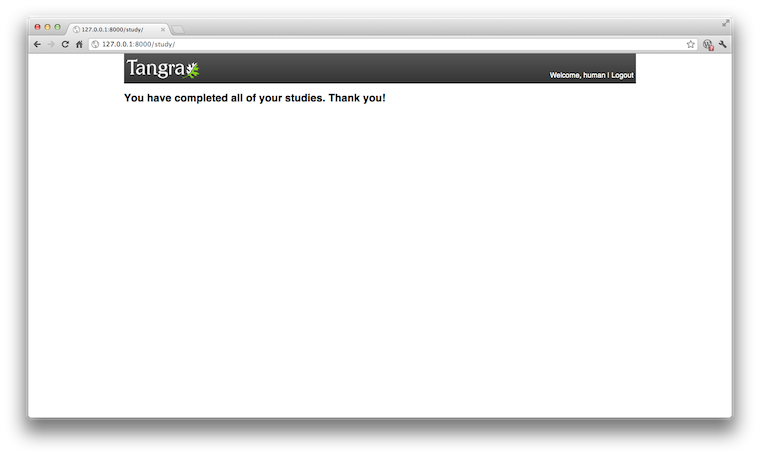 127.0.0.1:8000/study/
127.0.0.1:8000/study/
Tangra
Welcome, human | Logout
You have completed all of your studies. Thank you!